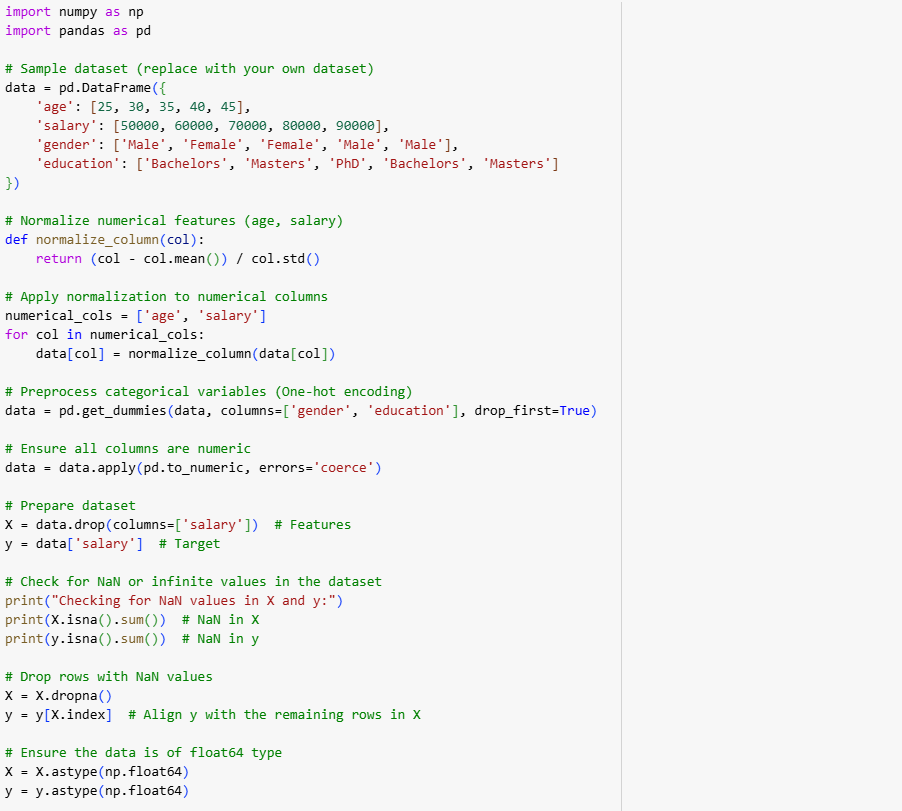 import numpy as np
import pandas as pd

# Sample dataset (replace with your own dataset)
data = pd.DataFrame({
    'age': [25, 30, 35, 40, 45],
    'salary': [50000, 60000, 70000, 80000, 90000],
    'gender': ['Male', 'Female', 'Female', 'Male', 'Male'],
    'education': ['Bachelors', 'Masters', 'PhD', 'Bachelors', 'Masters']
})

# Normalize numerical features (age, salary)
def normalize_column(col):
    return (col - col.mean()) / col.std()

# Apply normalization to numerical columns
numerical_cols = ['age', 'salary']
for col in numerical_cols:
    data[col] = normalize_column(data[col])

# Preprocess categorical variables (One-hot encoding)
data = pd.get_dummies(data, columns=['gender', 'education'], drop_first=True)

# Ensure all columns are numeric
data = data.apply(pd.to_numeric, errors='coerce')

# Prepare dataset
X = data.drop(columns=['salary'])  # Features
y = data['salary']  # Target

# Check for NaN or infinite values in the dataset
print("Checking for NaN values in X and y:")
print(X.isna().sum())  # NaN in X
print(y.isna().sum())  # NaN in y

# Drop rows with NaN values
X = X.dropna()
y = y[X.index]  # Align y with the remaining rows in X

# Ensure the data is of float64 type
X = X.astype(np.float64)
y = y.astype(np.float64)